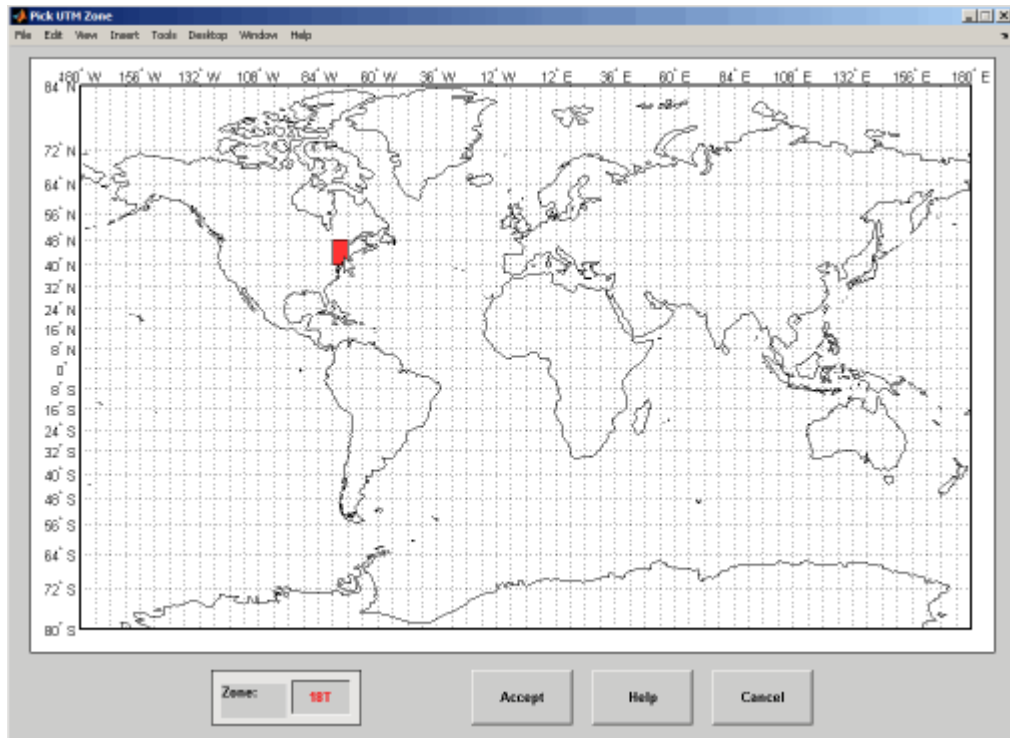 Pick UTM Zone
File Edit View Insert Tools Desktop Window Help
180° W 156° W 132° W 108° W 84° W 60° W 36° W 12° W 12° E 36° E 60° E 84° E 108° E 132° E 156° E 180° E
84° N
72° N
64° N
56° N
48° N
40° N
32° N
24° N
16° N
8° N
0°
8° S
16° S
24° S
32° S
40° S
48° S
56° S
64° S
72° S
80° S
Zone: 18T Accept Help Cancel